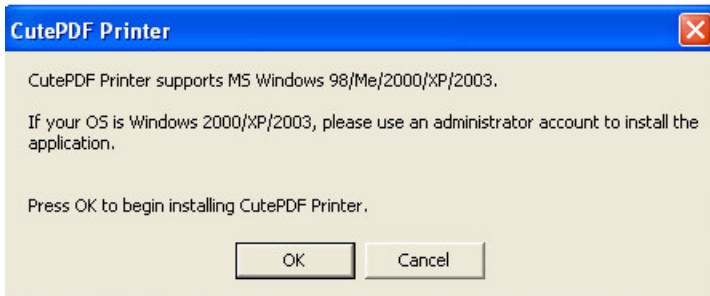 CutePDF Printer
CutePDF Printer supports MS Windows 98/Me/2000/XP/2003.
If your OS is Windows 2000/XP/2003, please use an administrator account to install the
application.
Press OK to begin installing CutePDF Printer.
OK Cancel